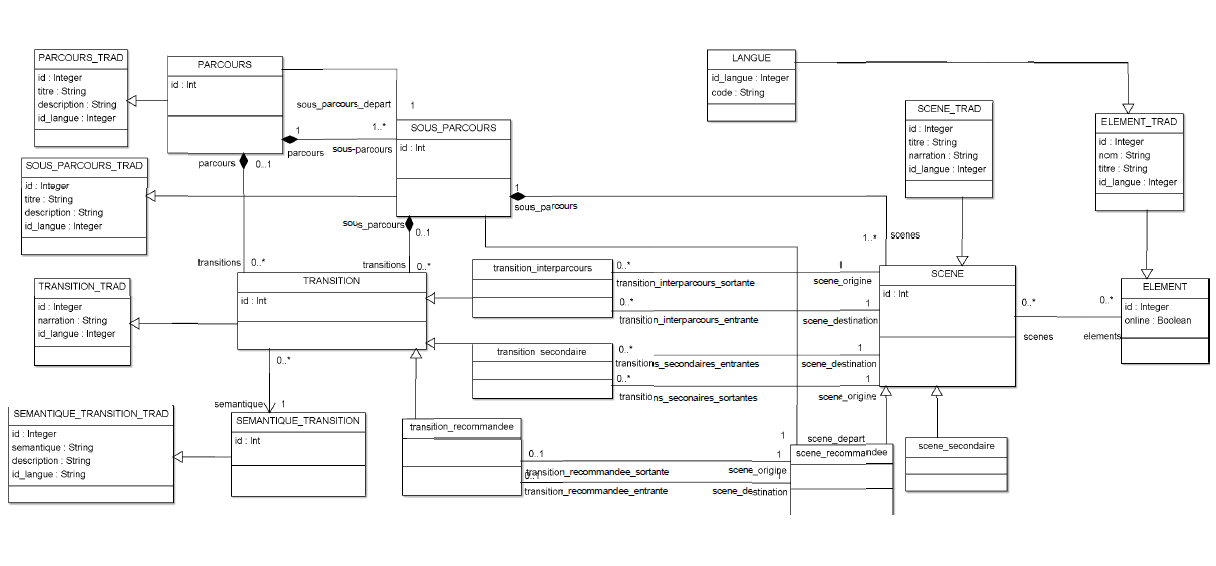 PARCOURS_TRAD
id : Integer
titre : String
description : String
id_langue : Integer
PARCOURS
id : Int
sous_parcours_depart
1
1
1..*
parcours
sous-parcours
SOUS_PARCOURS
id : Int
LANGUE
id_langue : Integer
code : String
SCENE_TRAD
id : Integer
titre : String
narration : String
id_langue : Integer
ELEMENT_TRAD
id : Integer
nom : String
titre : String
id_langue : Integer
SOUS_PARCOURS_TRAD
id : Integer
titre : String
description : String
id_langue : Integer
parcours
0..1
1
sous_parcours
sous_parcours
0..1
1..*
scenes
transitions
0..*
transitions
0..*
TRANSITION
id : Int
TRANSITION_TRAD
id : Integer
narration : String
id_langue : Integer
transition_interparcours
0..*
transition_interparcours_sortante
scene_origine
0..*
1
transition_interparcours_entrante
scene_destination
SCENE
id : Int
0..*
0..*
scenes
elements
ELEMENT
id : Integer
online : Boolean
transition_secondaire
0..*
1
transitions_secondaires_entrantes
scene_destination
0..*
1
transitions_seconaires_sortantes
scene_origine
0..*
semantique
1
SEMANTIQUE_TRANSITION_TRAD
id : Integer
semantique : String
description : String
id_langue : String
SEMANTIQUE_TRANSITION
id : Int
transition_recommandee
1
scene_depart
scene_recommandee
scene_secondaire
0..1
1
transition_recommandee_sortante
scene_origine
0..1
transition_recommandee_entrante
scene_destination